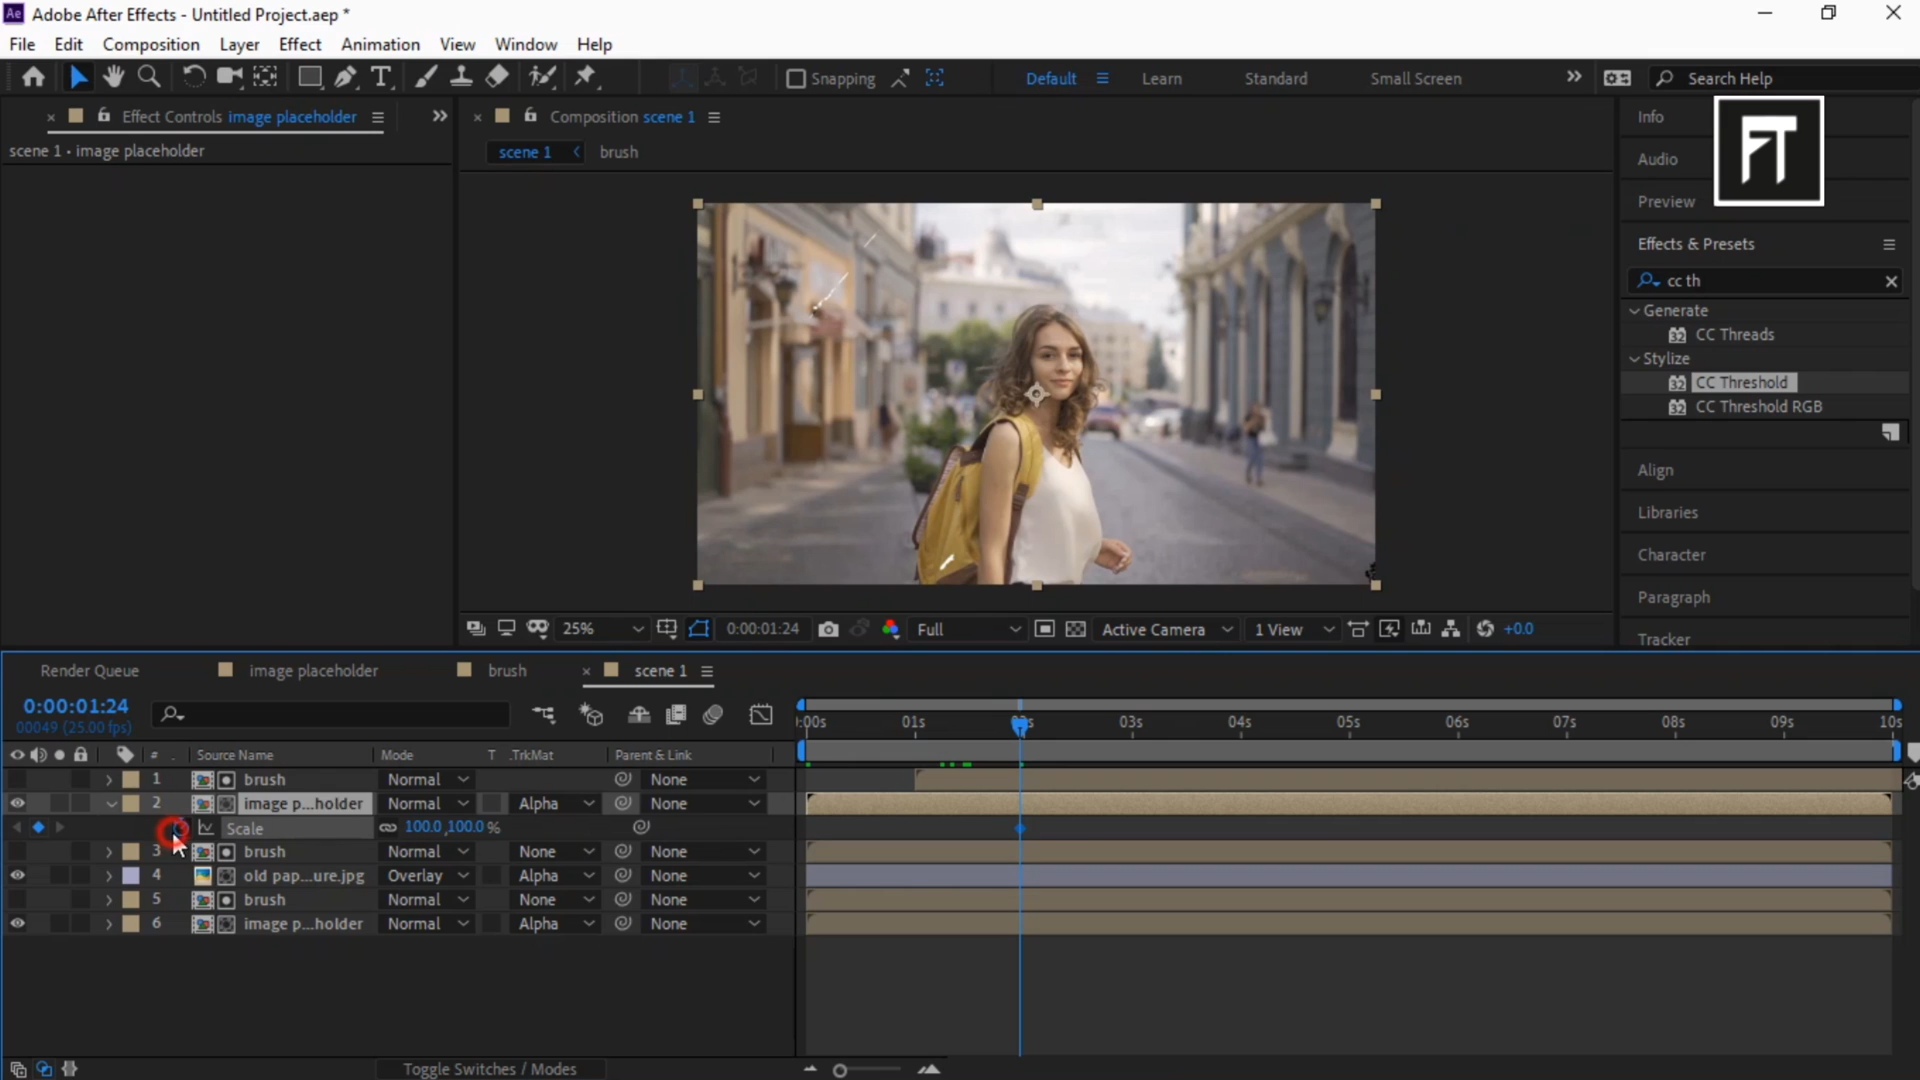 Ae Adobe After Effects - Untitled Project.aep *
File Edit Composition Layer Effect Animation View Window Help
Snapping Default Learn Standard Small Screen Search Help
Effect Controls image placeholder
Composition scene 1
scene 1 • image placeholder
scene 1 brush
Info
Audio
Preview
FT
Effects & Presets
cc th
Generate
32 CC Threads
Stylize
32 CC Threshold
32 CC Threshold RGB
Align
Libraries
Character
Paragraph
Tracker
25% 0:00:01:24 Full Active Camera 1 View +0.0
Render Queue image placeholder brush scene 1
0:00:01:24
00049 (25.00 fps)
:00s 01s 03s 04s 05s 06s 07s 08s 09s 10s
# Source Name Mode T .TrkMat Parent & Link
1 brush Normal None
2 image p...holder Normal Alpha None
Scale 100.0,100.0 %
3 brush Normal None None
4 old pap...ure.jpg Overlay Alpha None
5 brush Normal None None
6 image p...holder Normal Alpha None
Toggle Switches / Modes